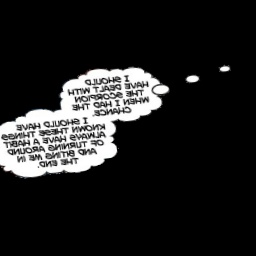 I SHOULD
HAVE DEALT WITH
THE SCORPION
WHEN I HAD THE
CHANCE.
I SHOULD HAVE
KNOWN THESE THINGS
ALWAYS HAVE A HABIT
OF TURNING AROUND
AND BITING ME IN
THE END.